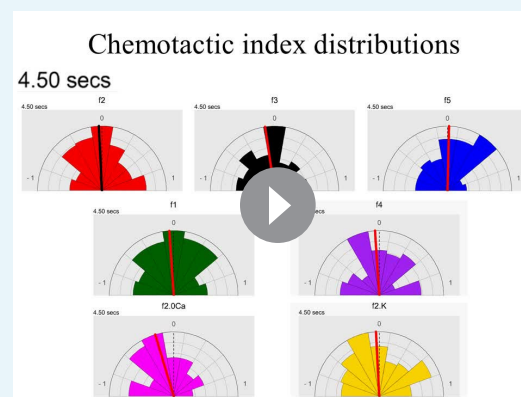 Chemotactic index distributions
4.50 secs
f2 f3 f5
4.50 secs 4.50 secs 4.50 secs
0 0 0
- 1 1 - 1 1 - 1 1
f1 f4
4.50 secs secs
0 0
- 1 1 - 1 1
f2.0Ca f2.K
4.50 secs 4.50 secs
0 0
- 1 1 - 1 1